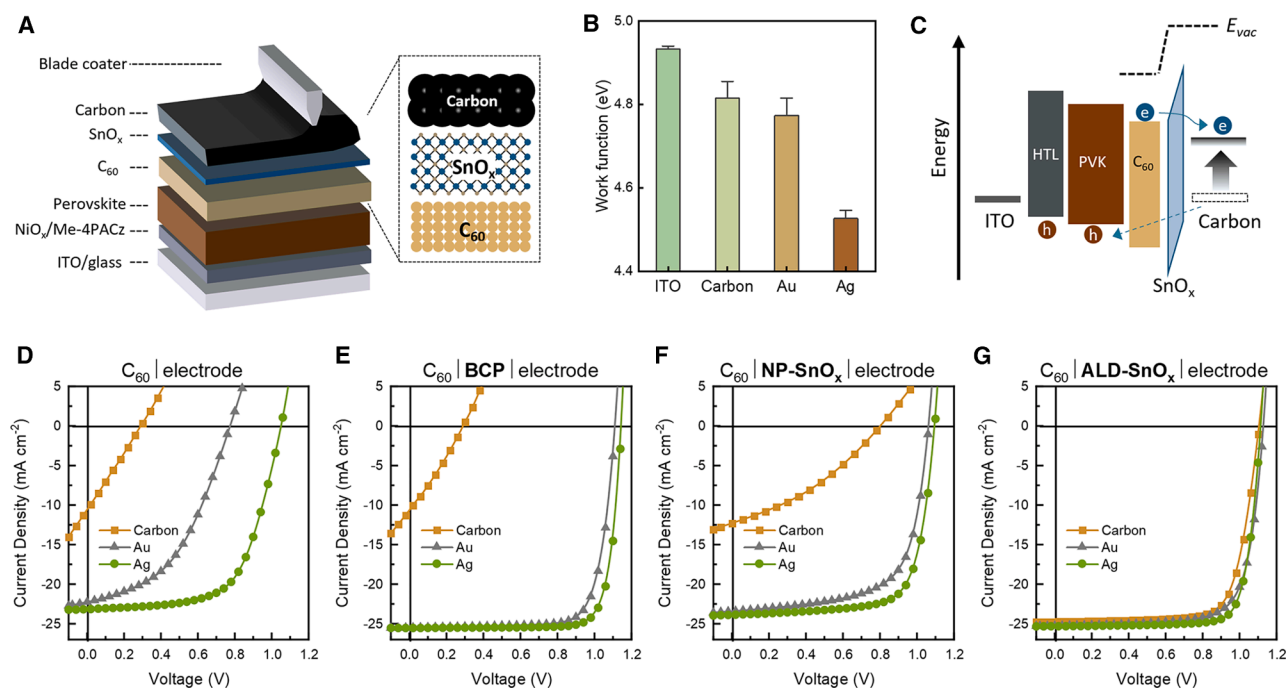 A
Blade coater
Carbon
SnOₓ
C₆₀
Perovskite
NiOₓ/Me-4PACz
ITO/glass
Carbon
SnOₓ
C₆₀
B
Work function (eV)
5.0
4.8
4.6
4.4
ITO Carbon Au Ag
C
Energy
E_vac
ITO
HTL
PVK
C₆₀
e
e
h
h
Carbon
SnOₓ
D
C₆₀ | electrode
Current Density (mA cm⁻²)
5
0
-5
-10
-15
-20
-25
Carbon
Au
Ag
0.0 0.2 0.4 0.6 0.8 1.0 1.2
Voltage (V)
E
C₆₀ | BCP | electrode
Current Density (mA cm⁻²)
5
0
-5
-10
-15
-20
-25
Carbon
Au
Ag
0.0 0.2 0.4 0.6 0.8 1.0 1.2
Voltage (V)
F
C₆₀ | NP-SnOₓ | electrode
Current Density (mA cm⁻²)
5
0
-5
-10
-15
-20
-25
Carbon
Au
Ag
0.0 0.2 0.4 0.6 0.8 1.0 1.2
Voltage (V)
G
C₆₀ | ALD-SnOₓ | electrode
Current Density (mA cm⁻²)
5
0
-5
-10
-15
-20
-25
Carbon
Au
Ag
0.0 0.2 0.4 0.6 0.8 1.0 1.2
Voltage (V)